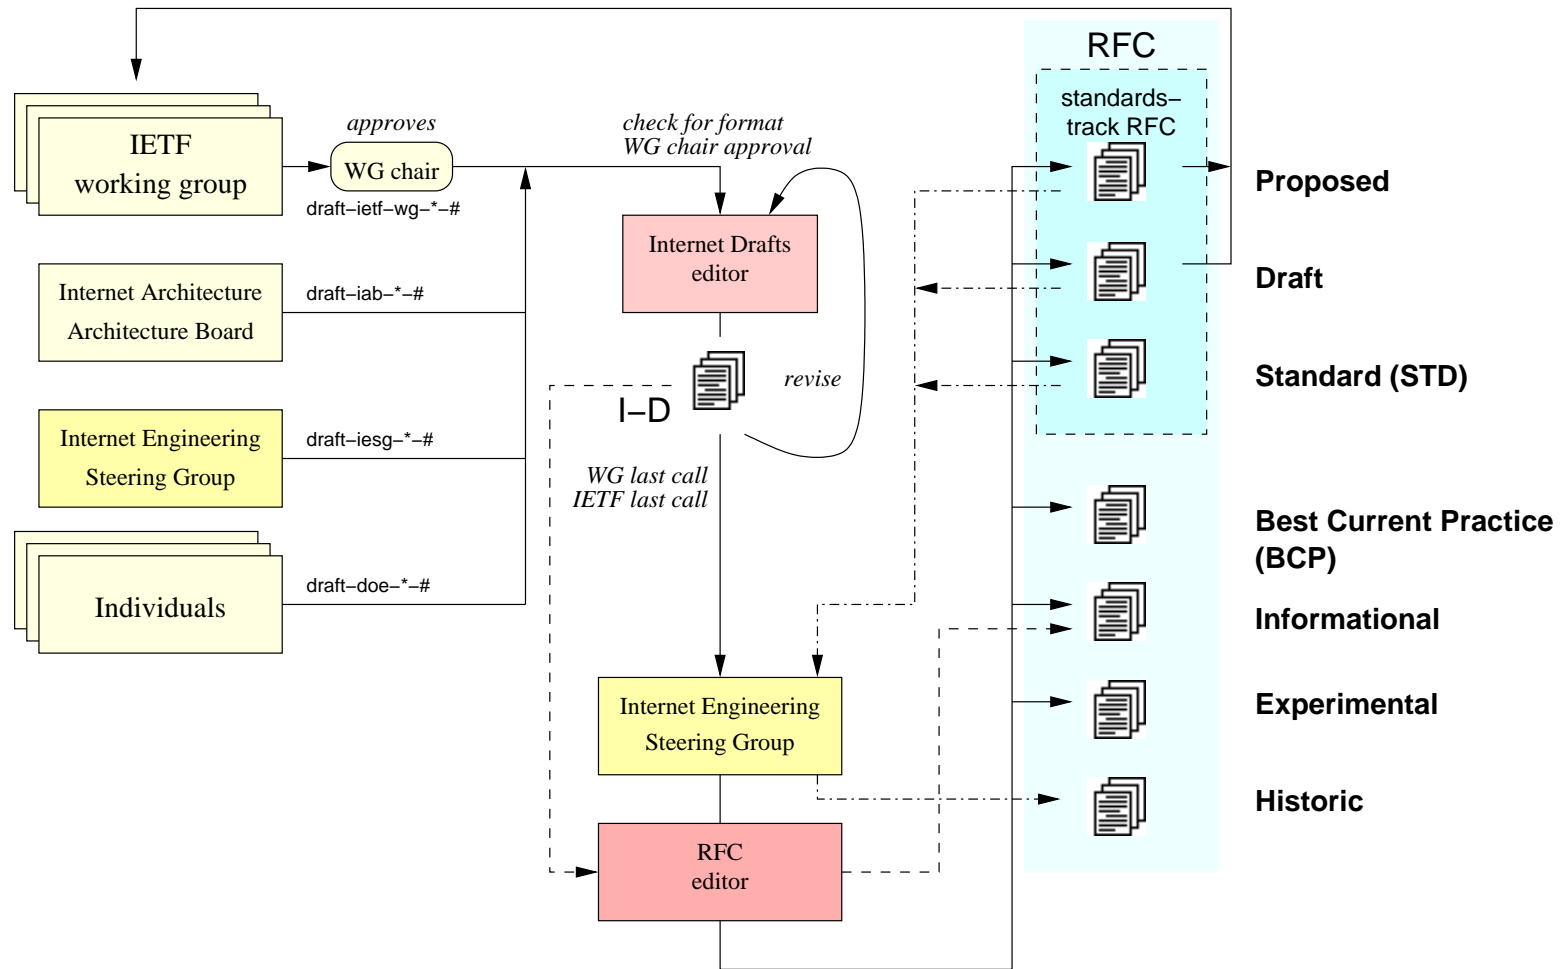 RFC
standards–
track RFC
IETF
working group
approves
WG chair
draft–ietf–wg–*–#
check for format
WG chair approval
Internet Drafts
editor
Internet Architecture
Architecture Board
draft–iab–*–#
I–D
revise
Internet Engineering
Steering Group
draft–iesg–*–#
WG last call
IETF last call
Individuals
draft–doe–*–#
Internet Engineering
Steering Group
RFC
editor
Proposed
Draft
Standard (STD)
Best Current Practice
(BCP)
Informational
Experimental
Historic